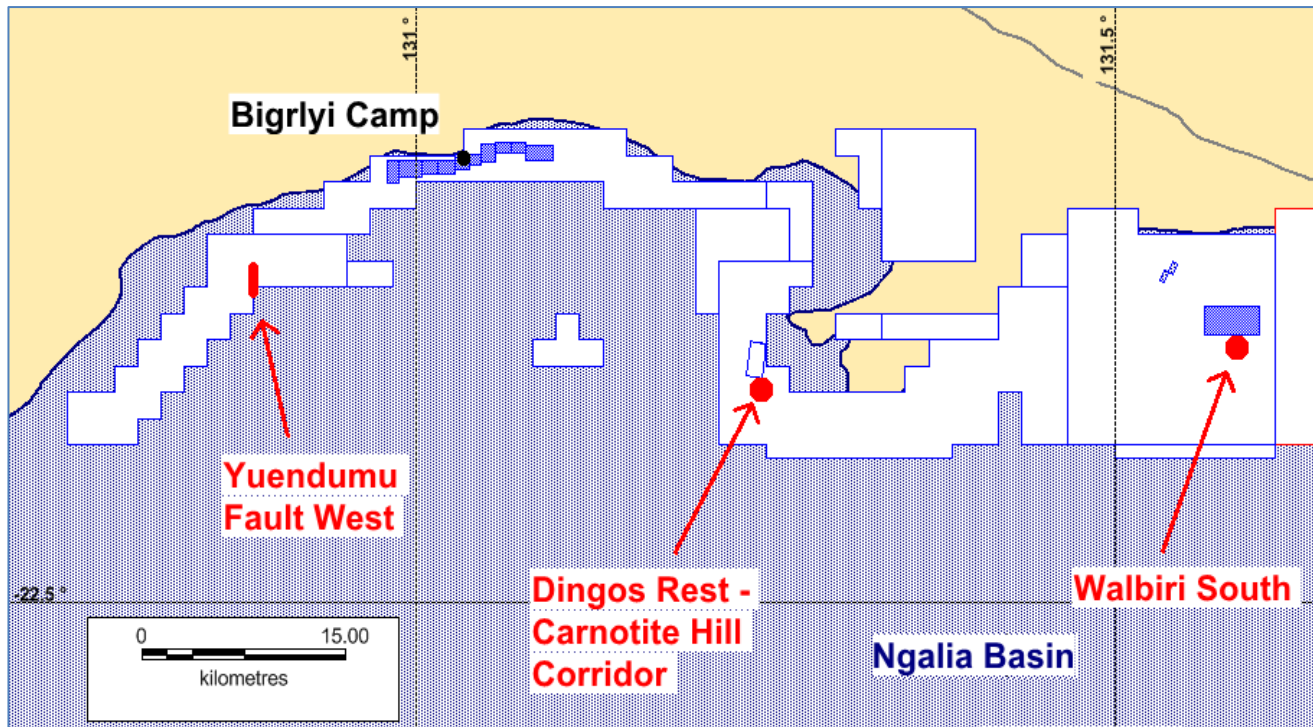 131 °
131.5 °
Bigrlyi Camp
Yuendumu
Fault West
Dingos Rest -
Carnotite Hill
Corridor
Walbiri South
-22.5 °
Ngalia Basin
0 15.00
kilometres